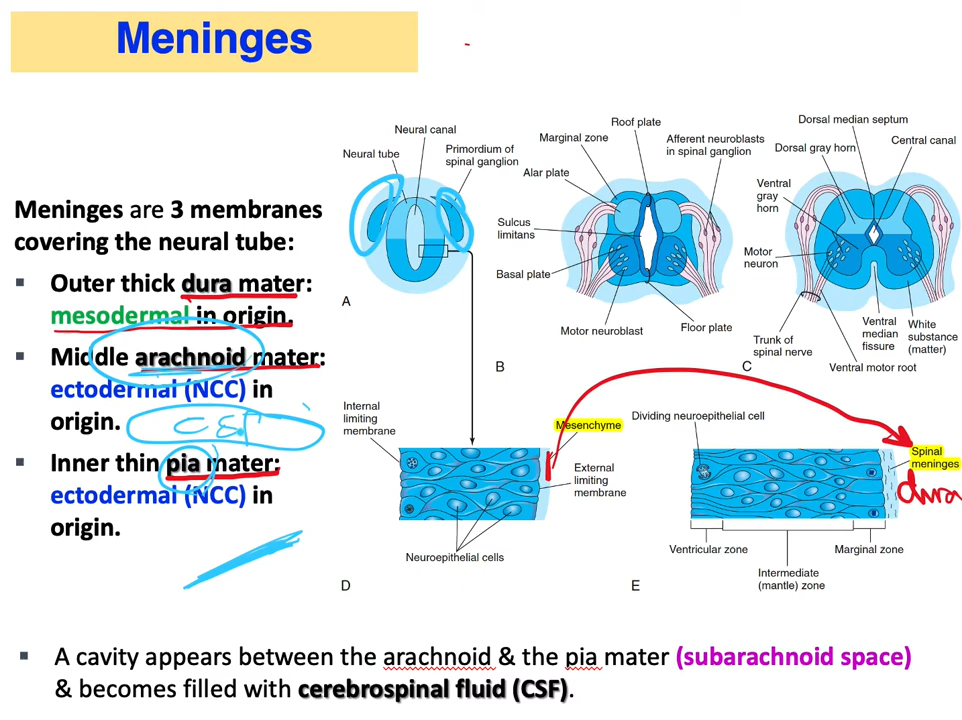 Meninges
Meninges are 3 membranes
covering the neural tube:
▪ Outer thick dura mater:
mesodermal in origin.
▪ Middle arachnoid mater:
ectodermal (NCC) in
origin.
CSF
▪ Inner thin pia mater:
ectodermal (NCC) in
origin.
Neural canal
Neural tube
Primordium of
spinal ganglion
A
Roof plate
Marginal zone
Afferent neuroblasts
in spinal ganglion
Alar plate
Sulcus
limitans
Basal plate
Motor neuroblast
Floor plate
B
Dorsal median septum
Dorsal gray horn
Central canal
Ventral
gray
horn
Motor
neuron
Trunk of
spinal nerve
Ventral
median
fissure
White
substance
(matter)
Ventral motor root
C
Internal
limiting
membrane
Mesenchyme
External
limiting
membrane
Neuroepithelial cells
D
Dividing neuroepithelial cell
Spinal
meninges
dura
Ventricular zone
Marginal zone
Intermediate
(mantle) zone
E
▪ A cavity appears between the arachnoid & the pia mater (subarachnoid space)
& becomes filled with cerebrospinal fluid (CSF).